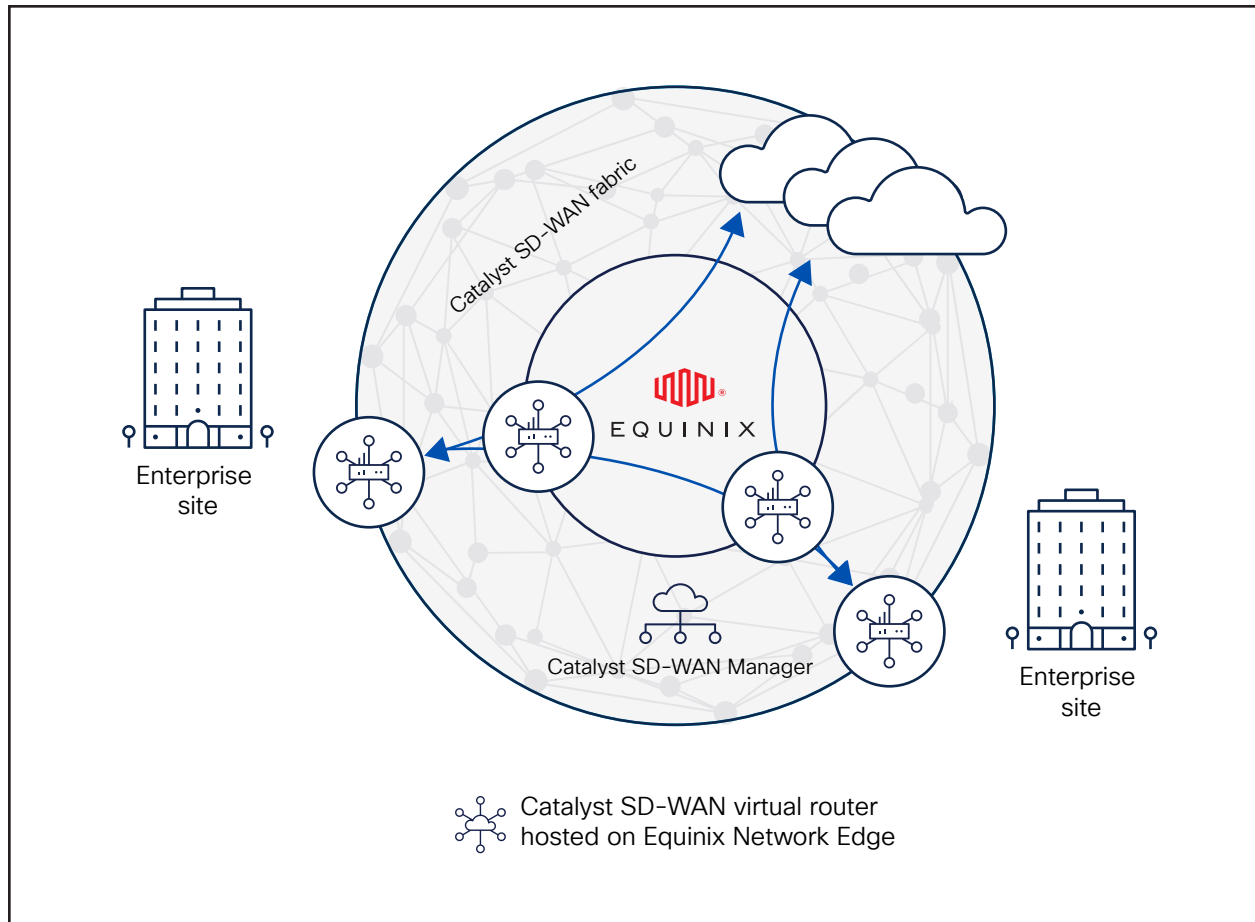 Catalyst SD-WAN fabric
EQUINIX
®
Enterprise
site
Catalyst SD-WAN Manager
Enterprise
site
Catalyst SD-WAN virtual router
hosted on Equinix Network Edge